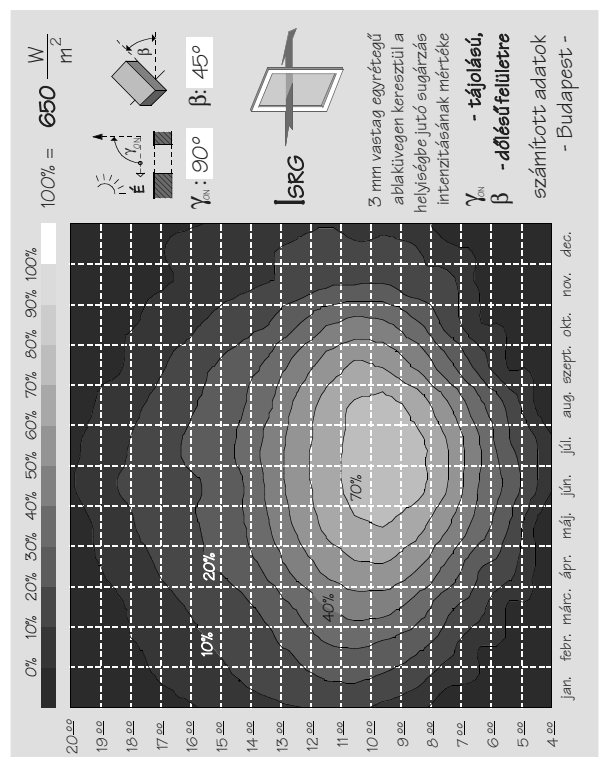 100% = 650 W/m²
β
γON
É
γON: 90°
β: 45°
ISRG
3 mm vastag egyrétegű
ablaküvegen keresztül a
helyiségbe jutó sugárzás
intenzitásának mértéke
γON - tájolású,
β - dőlésű felületre
számított adatok
- Budapest -
0% 10% 20% 30% 40% 50% 60% 70% 80% 90% 100%
20⁰⁰
19⁰⁰
18⁰⁰
17⁰⁰
16⁰⁰
15⁰⁰
14⁰⁰
13⁰⁰
12⁰⁰
11⁰⁰
10⁰⁰
9⁰⁰
8⁰⁰
7⁰⁰
6⁰⁰
5⁰⁰
4⁰⁰
10%
20%
40%
70%
jan. febr. márc. ápr. máj. jún. júl. aug. szept. okt. nov. dec.